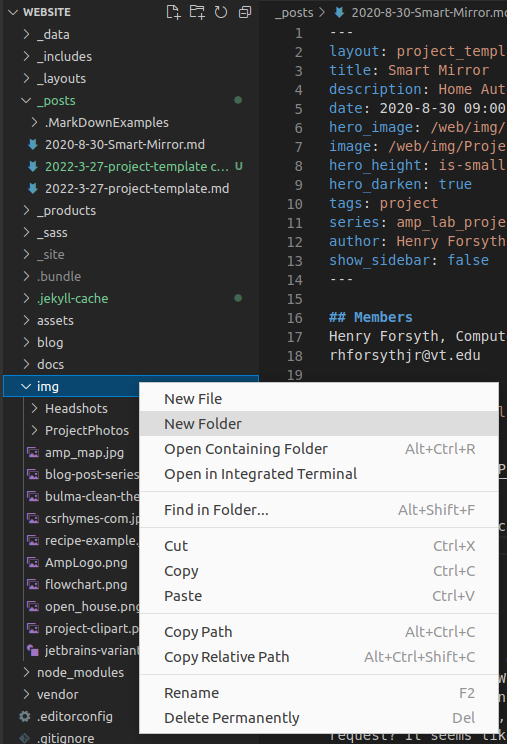 WEBSITE
_data
_includes
_layouts
_posts
.MarkDownExamples
2020-8-30-Smart-Mirror.md
2022-3-27-project-template c... U
2022-3-27-project-template.md
_products
_sass
_site
.bundle
.jekyll-cache
assets
blog
docs
img
Headshots
ProjectPhotos
amp_map.jpg
blog-post-series
bulma-clean-the
csrhymes-com.jp
recipe-example.
AmpLogo.png
flowchart.png
open_house.png
project-clipart.p
jetbrains-variant
node_modules
vendor
.editorconfig
.gitignore
_posts > 2020-8-30-Smart-Mirror.md
1 ---
2 layout: project_templ
3 title: Smart Mirror
4 description: Home Aut
5 date: 2020-8-30 09:00
6 hero_image: /web/img/
7 image: /web/img/Proje
8 hero_height: is-small
9 hero_darken: true
10 tags: project
11 series: amp_lab_proje
12 author: Henry Forsyth
13 show_sidebar: false
14 ---
15
16 ## Members
17 Henry Forsyth, Comput
18 rhforsythjr@vt.edu
19
New File
New Folder
Open Containing Folder Alt+Ctrl+R
Open in Integrated Terminal
Find in Folder... Alt+Shift+F
Cut Ctrl+X
Copy Ctrl+C
Paste Ctrl+V
Copy Path Alt+Ctrl+C
Copy Relative Path Alt+Ctrl+Shift+C
Rename F2
Delete Permanently Del
request? It seems lik